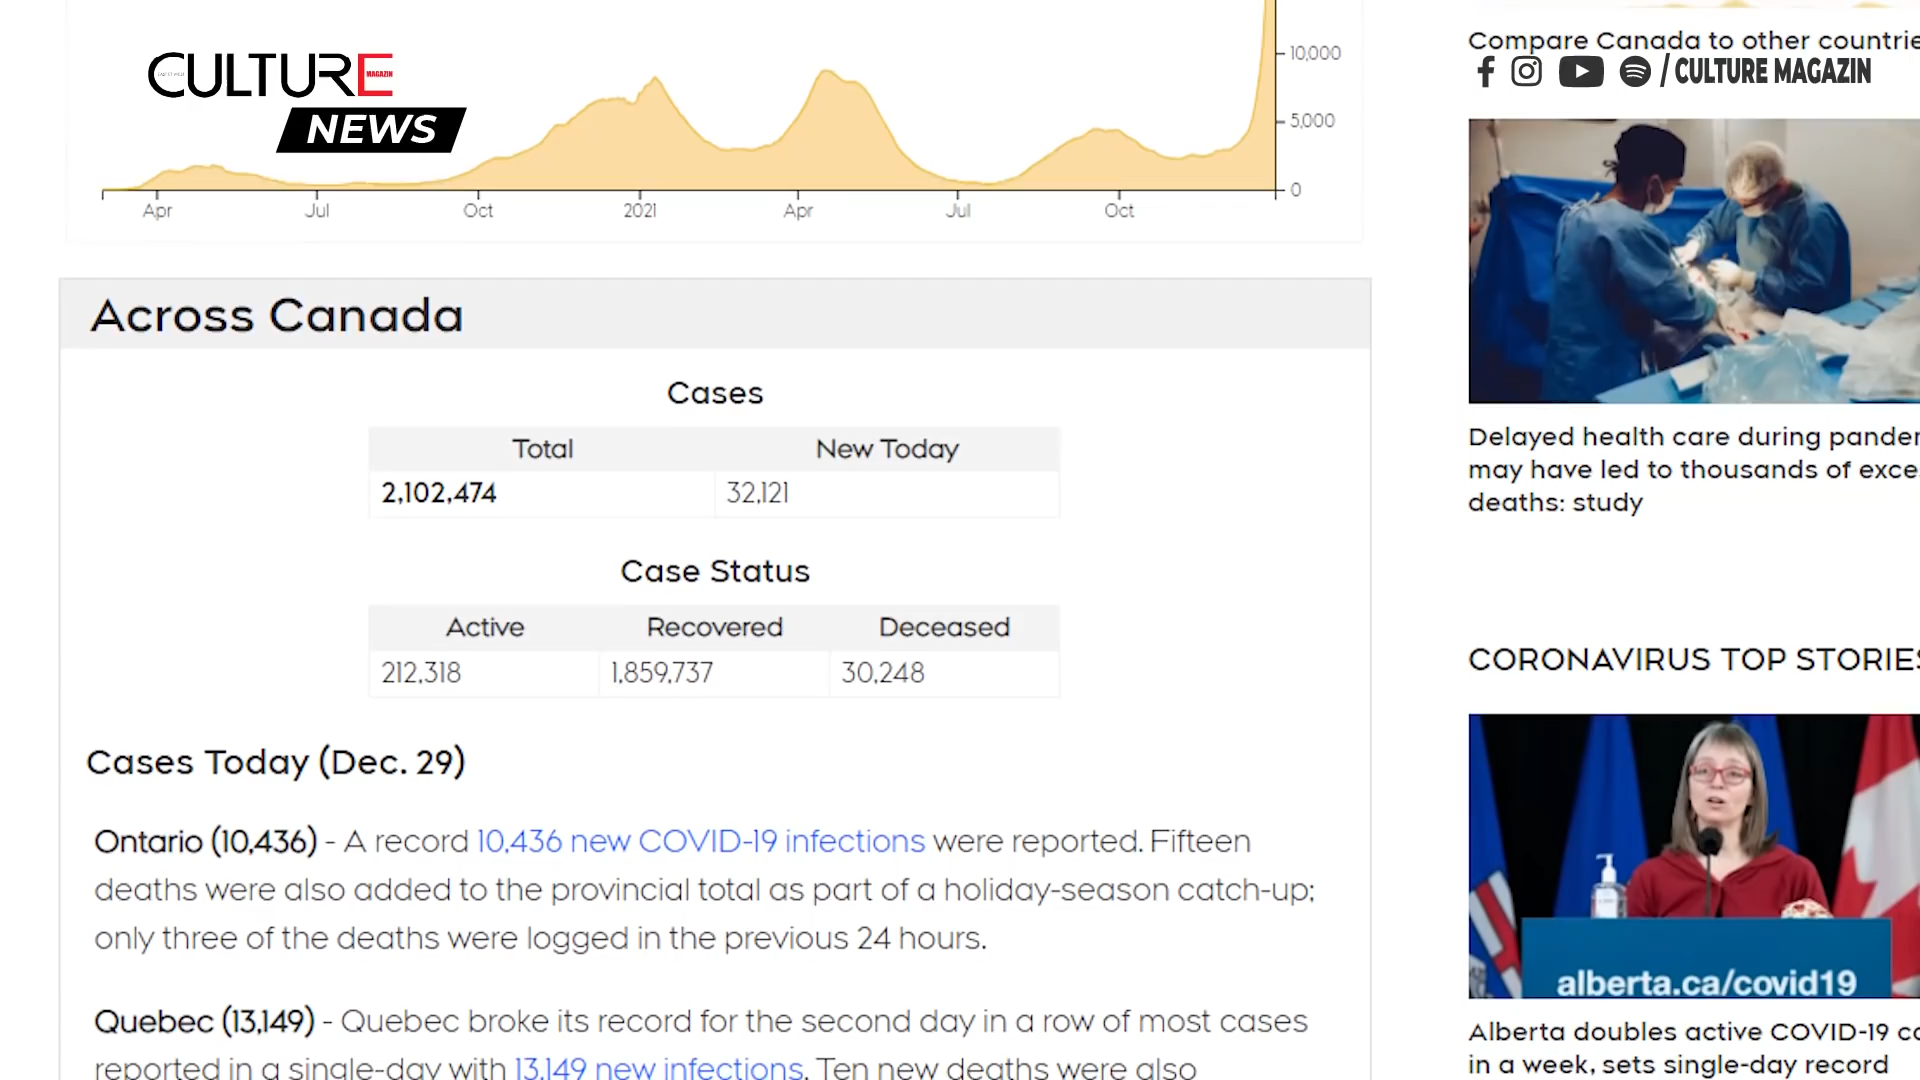 CULTURE
MAGAZIN
NEWS
10,000
5,000
0
Apr
Jul
Oct
2021
Apr
Jul
Oct
Across Canada
Cases
Total
New Today
2,102,474
32,121
Case Status
Active
Recovered
Deceased
212,318
1,859,737
30,248
Cases Today (Dec. 29)
Ontario (10,436) - A record 10,436 new COVID-19 infections were reported. Fifteen
deaths were also added to the provincial total as part of a holiday-season catch-up;
only three of the deaths were logged in the previous 24 hours.
Quebec (13,149) - Quebec broke its record for the second day in a row of most cases
reported in a single-day with 13,149 new infections. Ten new deaths were also
Compare Canada to other countrie
/ CULTURE MAGAZIN
Delayed health care during pander
may have led to thousands of exce
deaths: study
CORONAVIRUS TOP STORIES
alberta.ca/covid19
Alberta doubles active COVID-19 co
in a week, sets single-day record